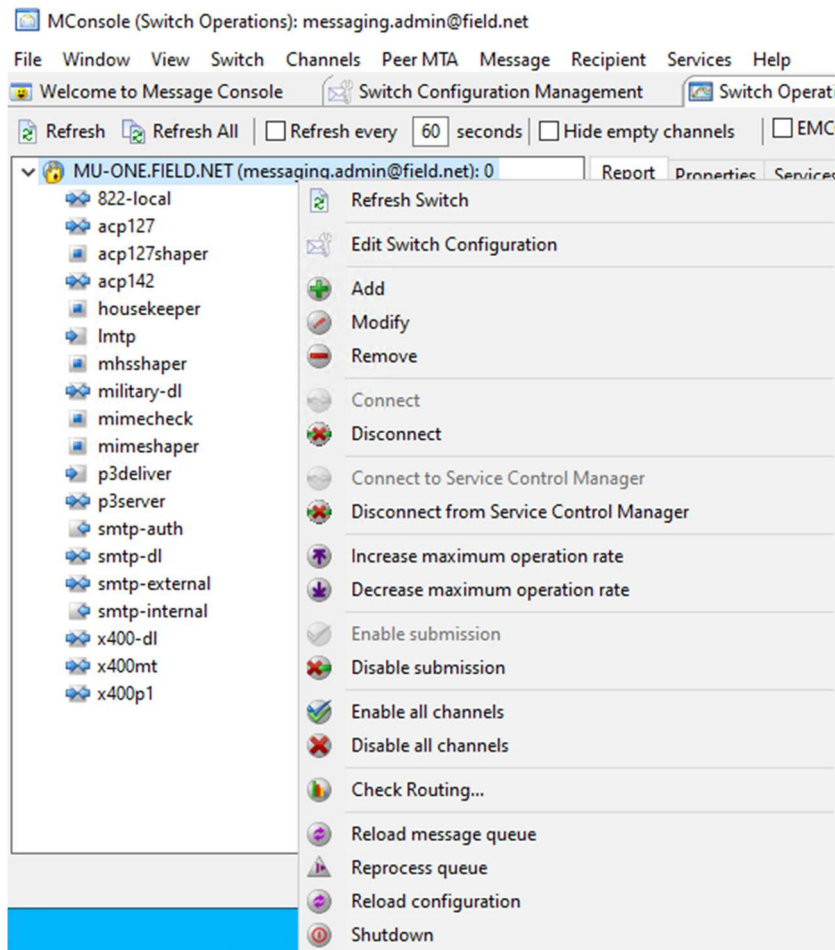 MConsole (Switch Operations): messaging.admin@field.net
File Window View Switch Channels Peer MTA Message Recipient Services Help
Welcome to Message Console Switch Configuration Management Switch Operati
Refresh Refresh All Refresh every 60 seconds Hide empty channels EMC
MU-ONE.FIELD.NET (messaging.admin@field.net): 0 Report Properties Services
822-local
acp127
acp127shaper
acp142
housekeeper
lmtp
mhsshaper
military-dl
mimecheck
mimeshaper
p3deliver
p3server
smtp-auth
smtp-dl
smtp-external
smtp-internal
x400-dl
x400mt
x400p1
Refresh Switch
Edit Switch Configuration
Add
Modify
Remove
Connect
Disconnect
Connect to Service Control Manager
Disconnect from Service Control Manager
Increase maximum operation rate
Decrease maximum operation rate
Enable submission
Disable submission
Enable all channels
Disable all channels
Check Routing...
Reload message queue
Reprocess queue
Reload configuration
Shutdown